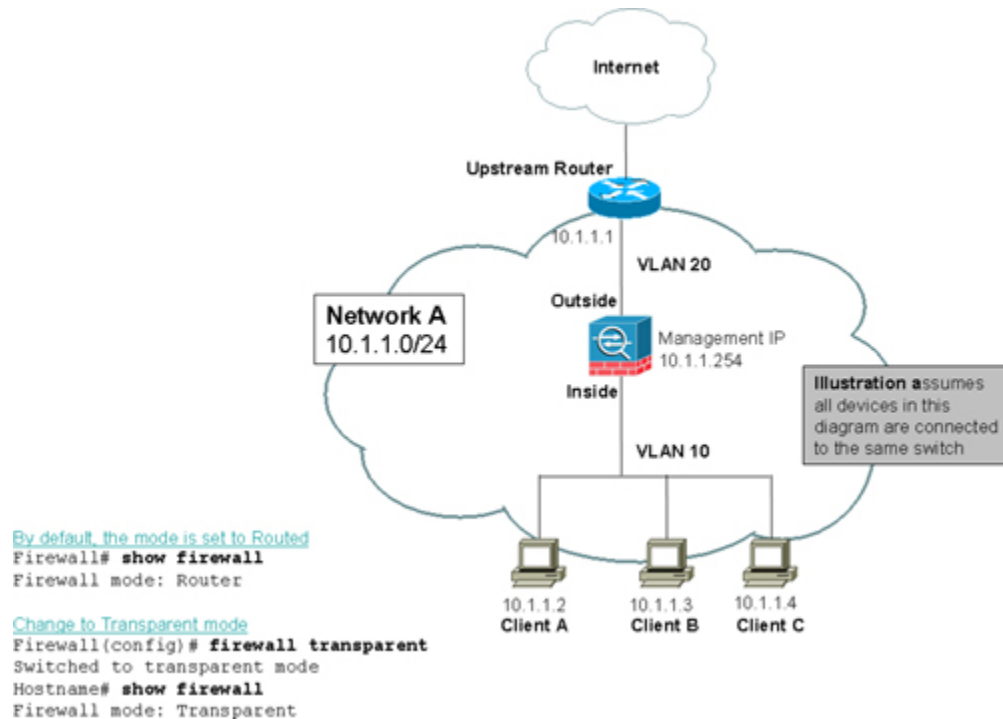 Internet
Upstream Router
10.1.1.1
VLAN 20
Network A
10.1.1.0/24
Outside
Management IP
10.1.1.254
Inside
Illustration assumes
all devices in this
diagram are connected
to the same switch
VLAN 10
10.1.1.2
Client A
10.1.1.3
Client B
10.1.1.4
Client C
By default, the mode is set to Routed
Firewall# show firewall
Firewall mode: Router
Change to Transparent mode
Firewall(config)# firewall transparent
Switched to transparent mode
Hostname# show firewall
Firewall mode: Transparent